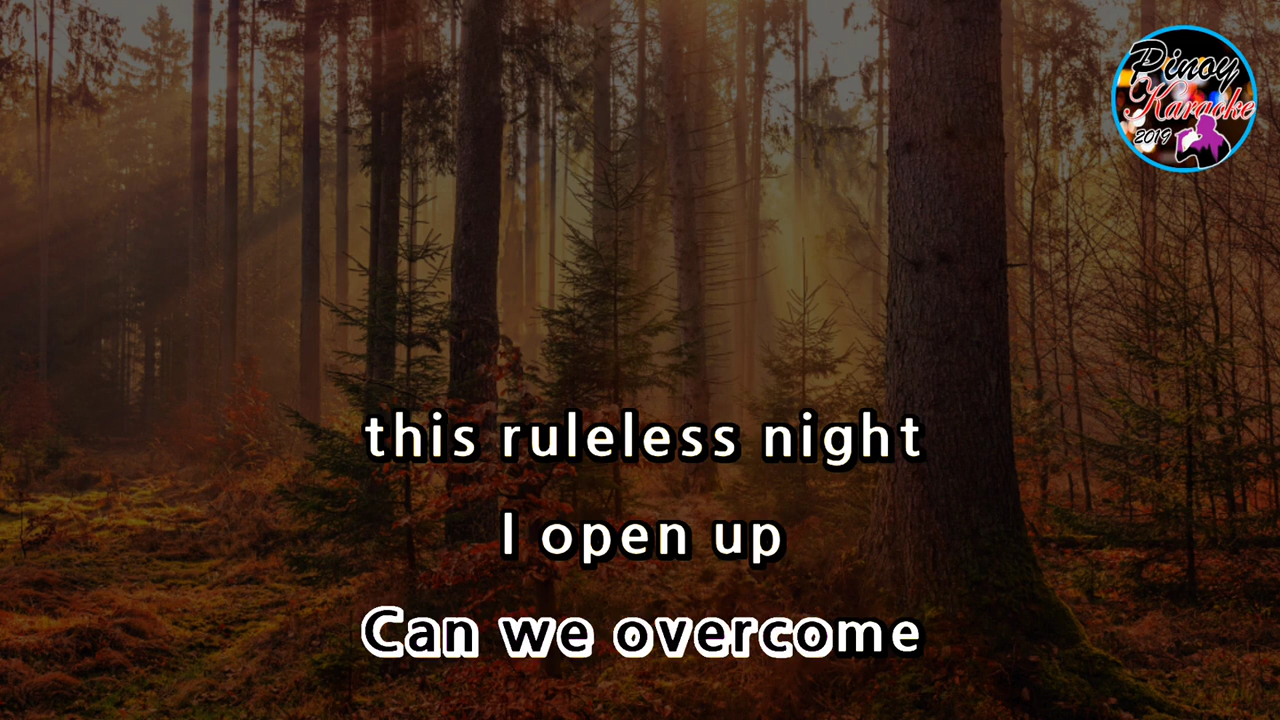 Pinoy
Karaoke
2019
this ruleless night
I open up
Can we overcome